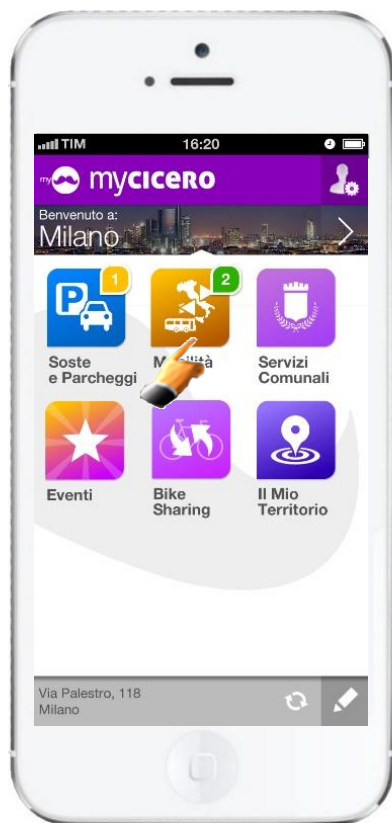 TIM 16:20
my mycicero
Benvenuto a:
Milano
1 2
P
Soste
e Parcheggi
Servizi
Comunali
Eventi
Bike
Sharing
Il Mio
Territorio
Via Palestro, 118
Milano